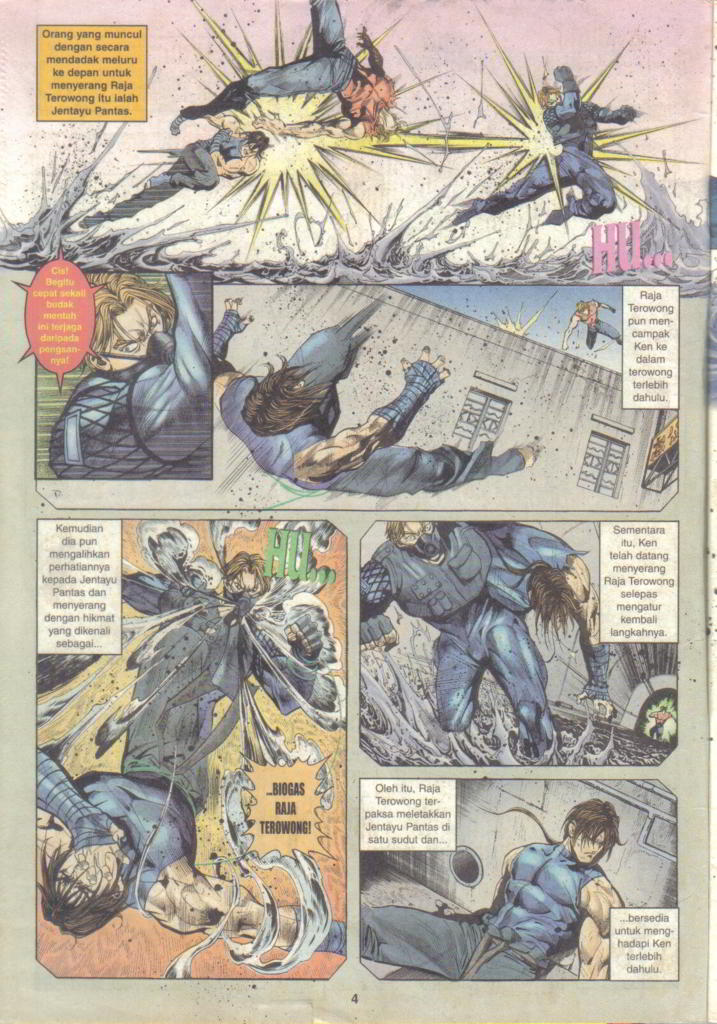 Orang yang muncul
dengan secara
mendadak meluru
ke depan untuk
menyerang Raja
Terowong itu ialah
Jentayu Pantas.
HU...
Cis!
Begitu
cepat sekali
budak
mentah
ini terjaga
daripada
pengsan-
nya!
Raja
Terowong
pun men-
campak
Ken ke
dalam
terowong
terlebih
dahulu.
Kemudian
dia pun
mengalihkan
perhatiannya
kepada Jentayu
Pantas dan
menyerang
dengan hikmat
yang dikenali
sebagai...
HU...
...BIOGAS
RAJA
TEROWONG!
Sementara
itu, Ken
telah datang
menyerang
Raja Terowong
selepas
mengatur
kembali
langkahnya.
Oleh itu, Raja
Terowong ter-
paksa meletakkan
Jentayu Pantas di
satu sudut dan...
...bersedia
untuk meng-
hadapi Ken
terlebih
dahulu.
4